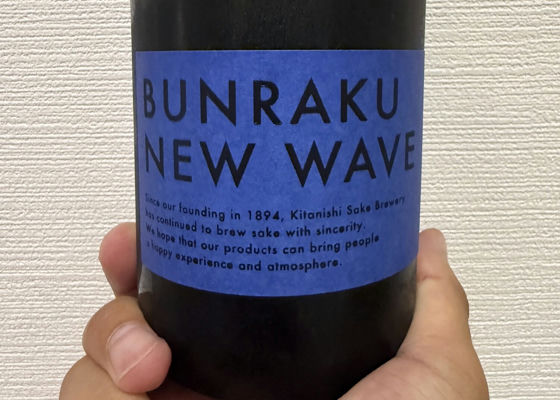 BUNRAKU
NEW WAVE
Since our founding in 1894, Kitanishi Sake Brewery
has continued to brew sake with sincerity.
We hope that our products can bring people
a happy experience and atmosphere.